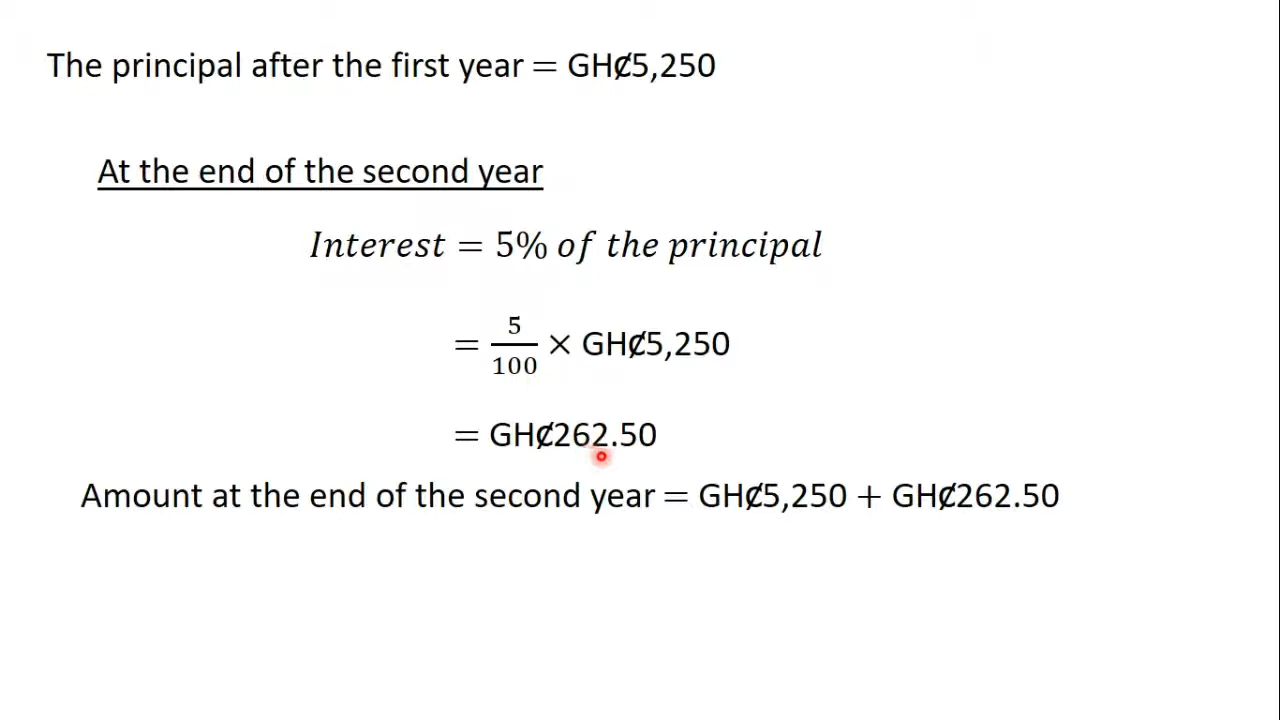 The principal after the first year = GH₵5,250
At the end of the second year
Interest = 5% of the principal
= 5/100 × GH₵5,250
= GH₵262.50
Amount at the end of the second year = GH₵5,250 + GH₵262.50